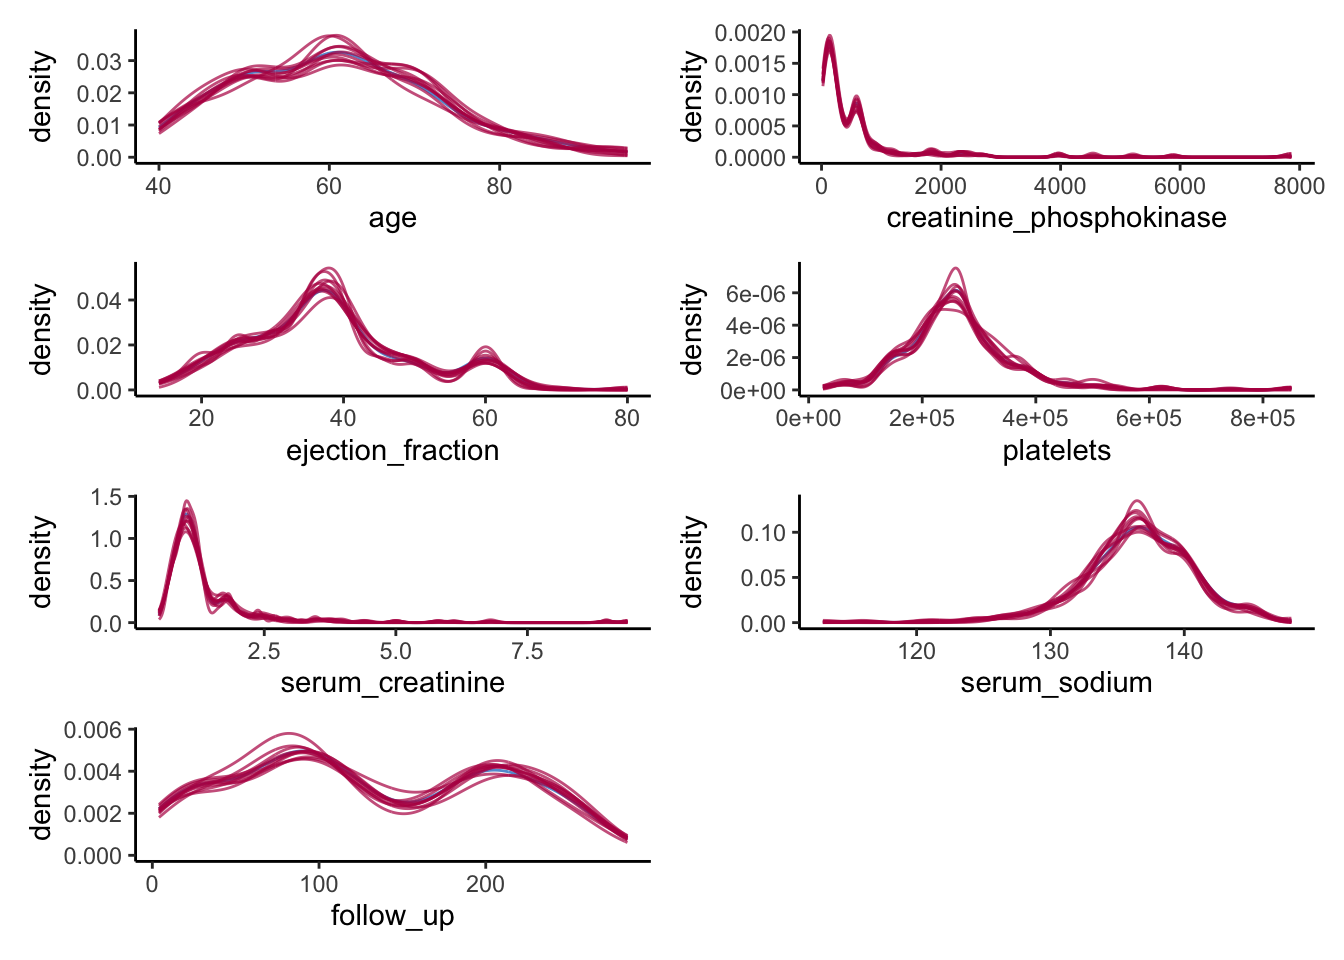 density
0.03
0.02
0.01
0.00
40 60 80
age
density
0.0020
0.0015
0.0010
0.0005
0.0000
0 2000 4000 6000 8000
creatinine_phosphokinase
density
0.04
0.02
0.00
20 40 60 80
ejection_fraction
density
6e-06
4e-06
2e-06
0e+00
0e+00 2e+05 4e+05 6e+05 8e+05
platelets
density
1.5
1.0
0.5
0.0
2.5 5.0 7.5
serum_creatinine
density
0.10
0.05
0.00
120 130 140
serum_sodium
density
0.006
0.004
0.002
0.000
0 100 200
follow_up